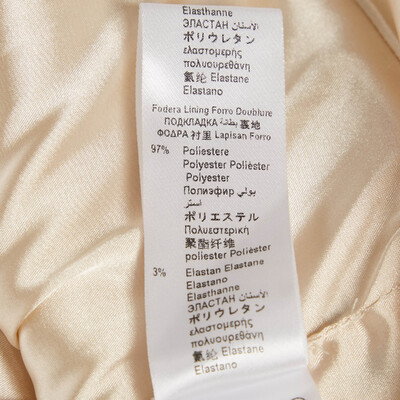 Elasthanne
ЭЛАСТАН الأستان
ポリウレタン
ελαστομερής
πολυουρεθάνη
氨纶 Elastane
Elastano
Fodera Lining Forro Doublure
ПОДКЛАДКА بطانة 裏地
ФОДРА 衬里 Lapisan Forro
97% Poliestere
Polyester Polièster
Polyester
Полиэфир بولي
استر
ポリエステル
Πολυεστερική
聚酯纤维
poliester Poliéster
3% Elastan Elastane
Elastano
Elasthanne
ЭЛАСТАН الأستان
ポリウレタン
ελαστομερής
πολυουρεθάνη
氨纶 Elastane
Elastano